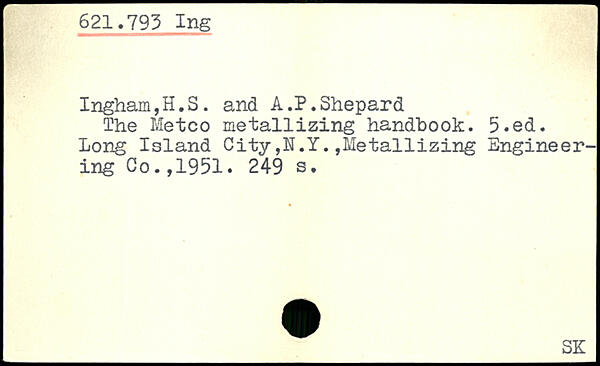 621.793 Ing
Ingham,H.S. and A.P.Shepard
The Metco metallizing handbook. 5.ed.
Long Island City,N.Y.,Metallizing Engineer-
ing Co.,1951. 249 s.
SK